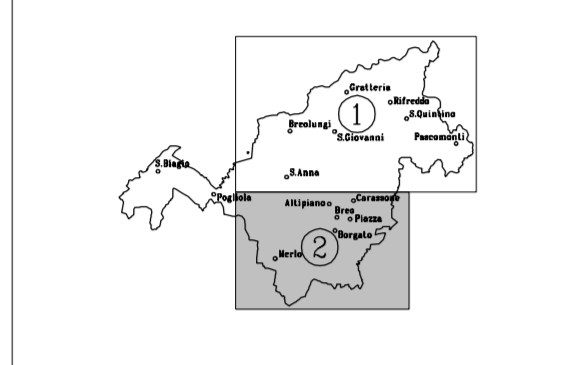 Gratteria
Rifreddo
1
S.Quintino
Breolungi
S.Giovanni
Pascomonti
S.Biagio
S.Anna
Pogliola
Carassone
Altipiano
Breo
Piazza
Borgato
2
Merlo